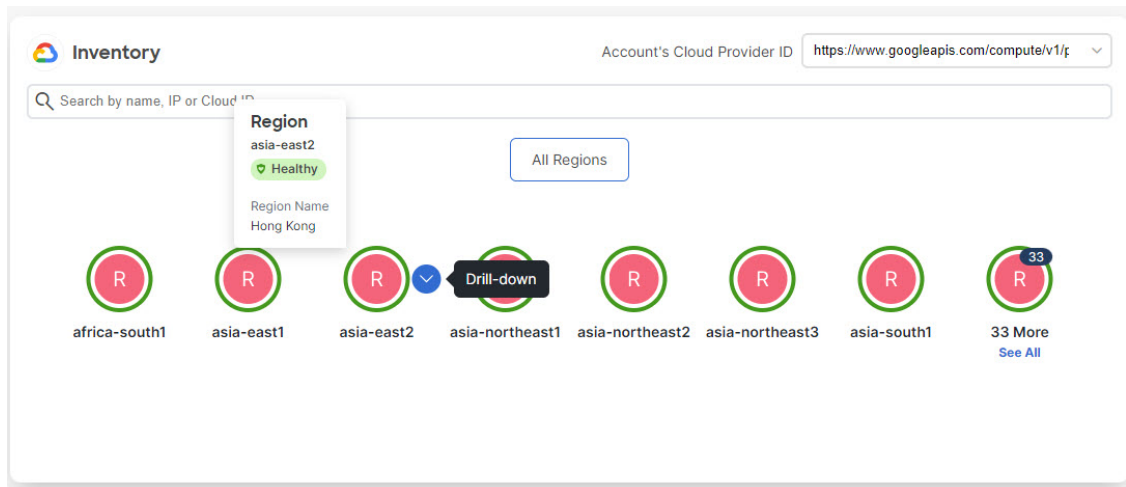 Inventory
Account's Cloud Provider ID
https://www.googleapis.com/compute/v1/p
Search by name, IP or Cloud ID
Region
asia-east2
Healthy
Region Name
Hong Kong
All Regions
R
R
R
Drill-down
R
R
R
33
R
africa-south1
asia-east1
asia-east2
asia-northeast1
asia-northeast2
asia-northeast3
asia-south1
33 More
See All